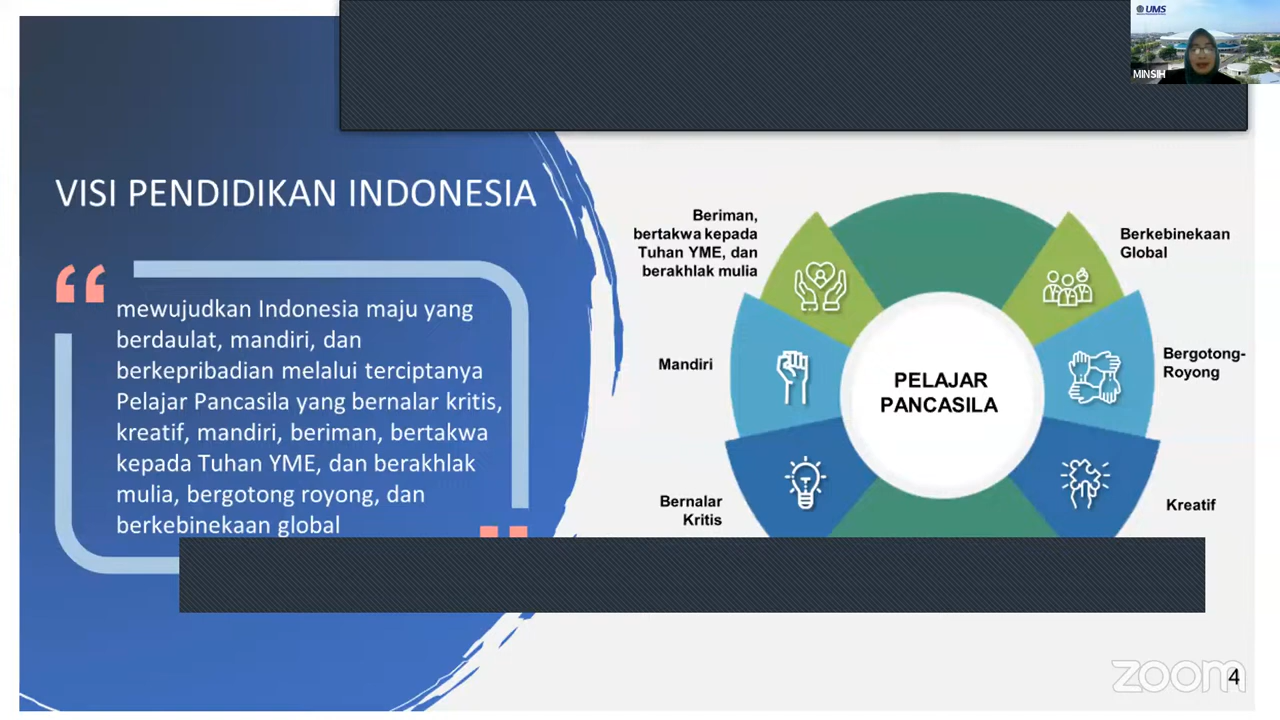 UMS
MINSIH
VISI PENDIDIKAN INDONESIA
mewujudkan Indonesia maju yang
berdaulat, mandiri, dan
berkepribadian melalui terciptanya
Pelajar Pancasila yang bernalar kritis,
kreatif, mandiri, beriman, bertakwa
kepada Tuhan YME, dan berakhlak
mulia, bergotong royong, dan
berkebinekaan global
Beriman,
bertakwa kepada
Tuhan YME, dan
berakhlak mulia
Mandiri
Bernalar
Kritis
PELAJAR
PANCASILA
Berkebinekaan
Global
Bergotong-
Royong
Kreatif
zoom
4